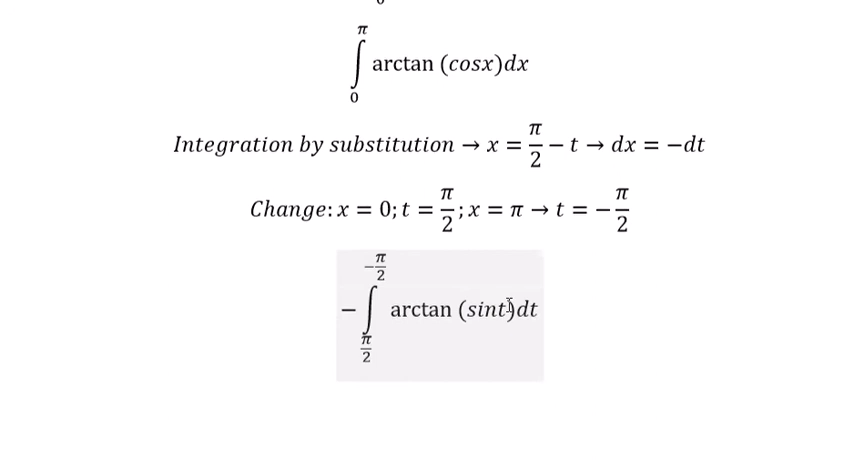 ∫₀^π arctan (cosx)dx
Integration by substitution → x = π/2 − t → dx = −dt
Change: x = 0; t = π/2; x = π → t = −π/2
−∫_{π/2}^{−π/2} arctan (sint)dt